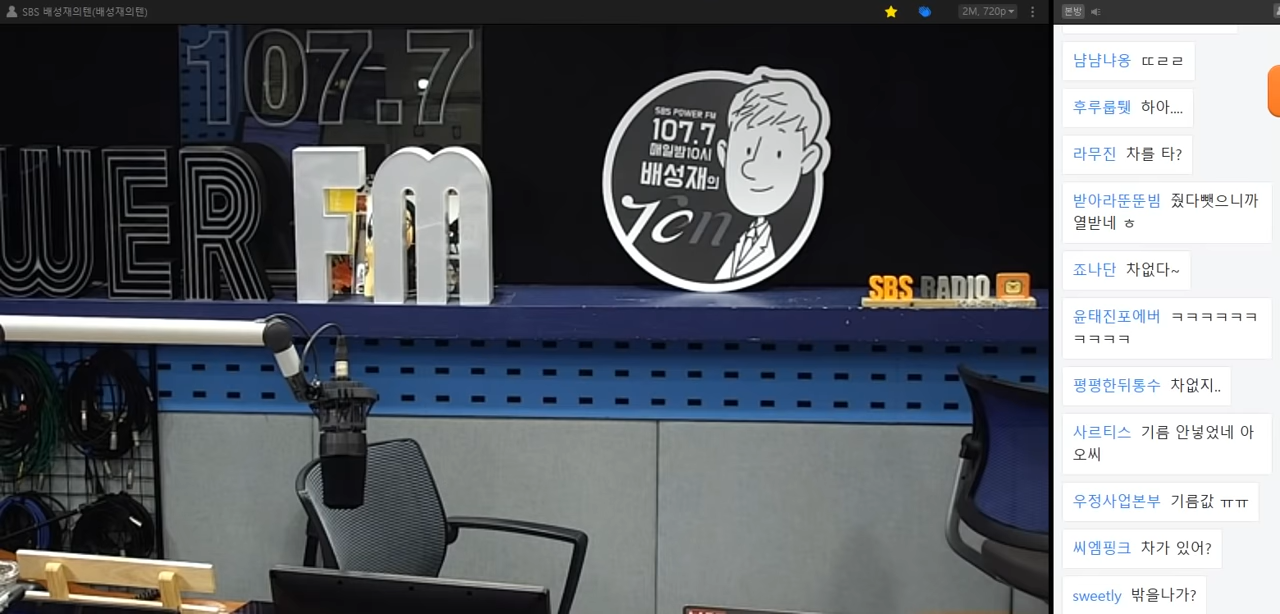 SBS 배성재의텐(배성재의텐)
2M, 720p
107.7
WER FM
SBS POWER FM
107.7
매일밤10시
배성재의
Ten
SBS RADIO
본방
냠냠냐옹 ㄸㄹㄹ
후루룹퉷 하아....
라무진 차를 타?
받아라뚠뚠빔 줬다뺏으니까
열받네 ㅎ
죠나단 차없다~
윤태진포에버 ㅋㅋㅋㅋㅋㅋ
ㅋㅋㅋㅋ
평평한뒤통수 차없지..
사르티스 기름 안넣었네 아
오씨
우정사업본부 기름값 ㅠㅠ
씨엠핑크 차가 있어?
sweetly 밖을나가?